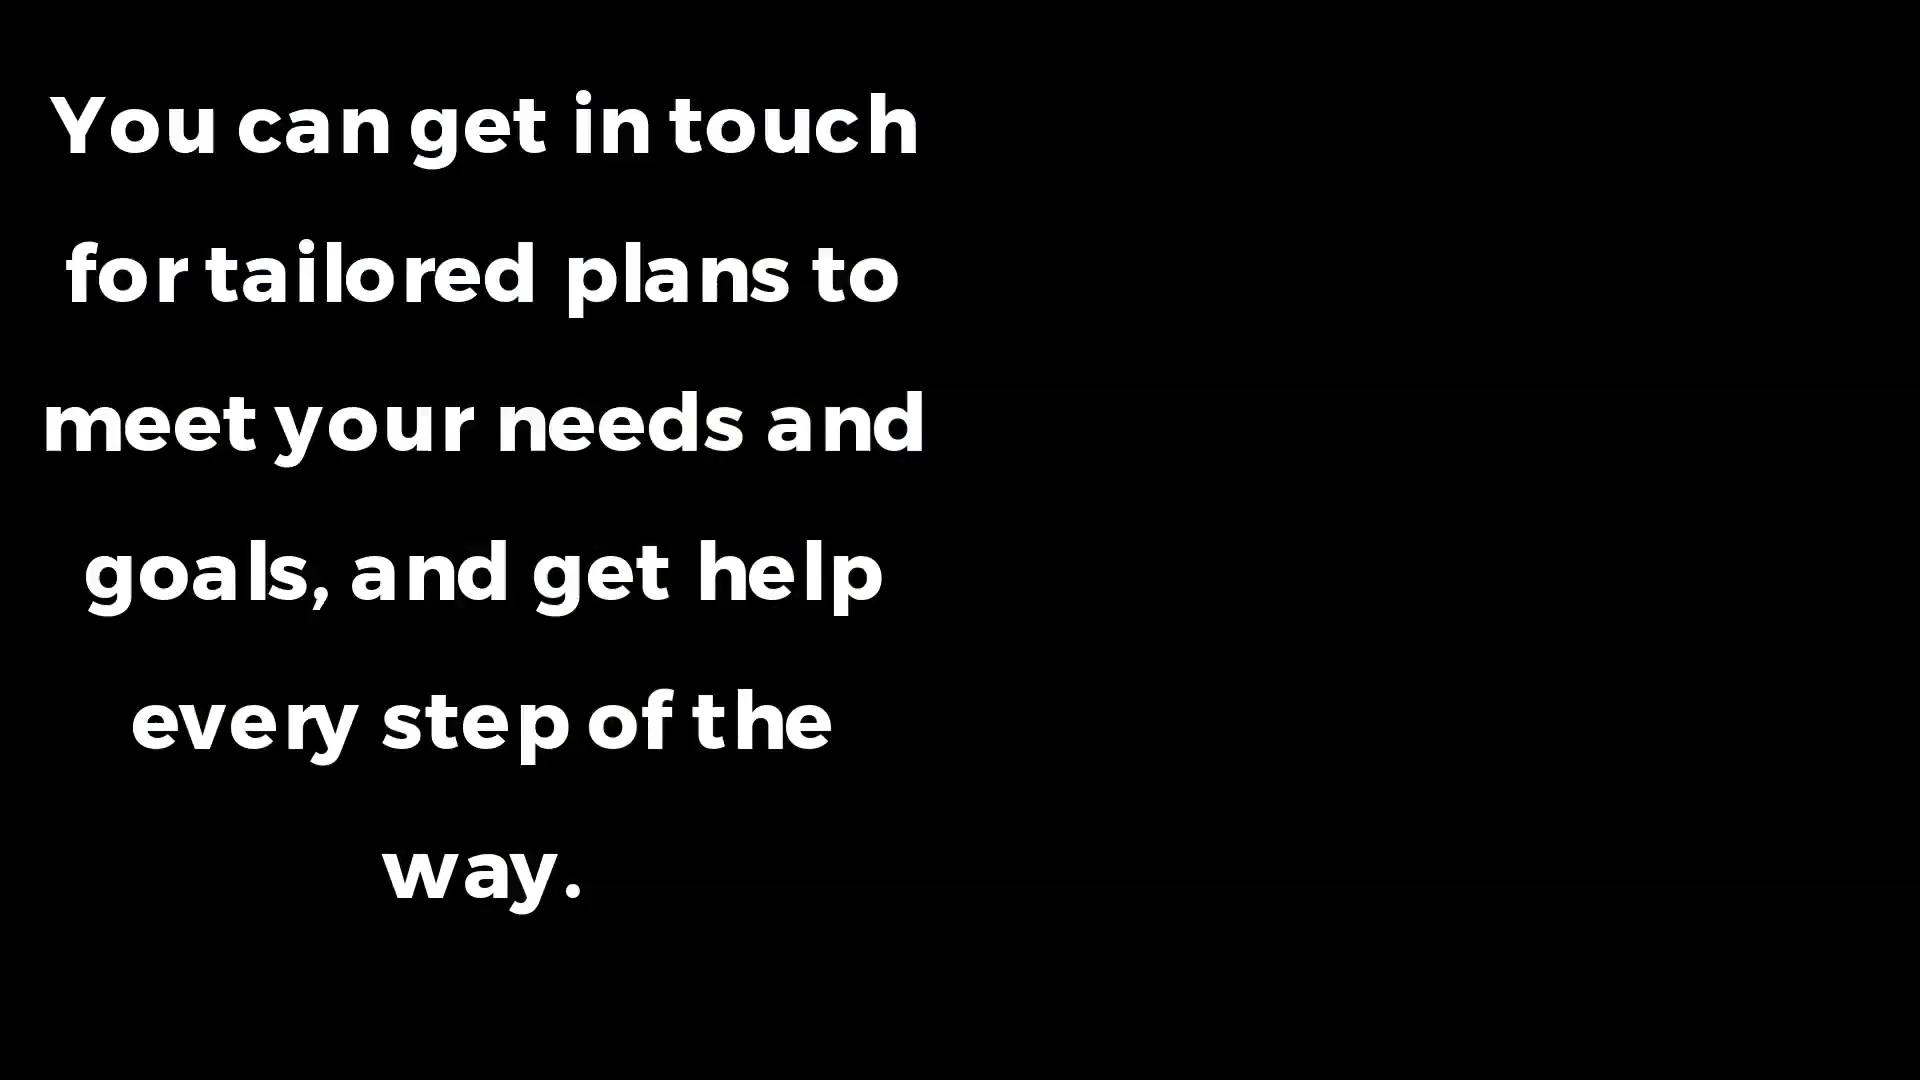 You can get in touch
for tailored plans to
meet your needs and
goals, and get help
every step of the
way.